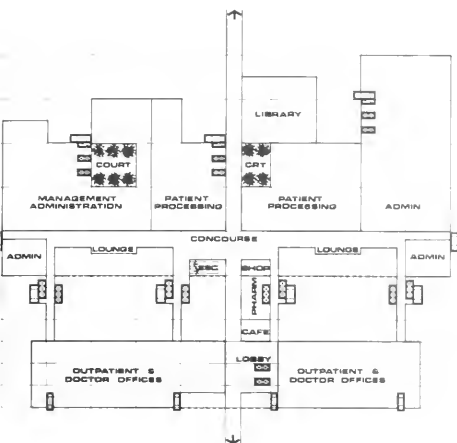 LIBRARY
COURT
CRT
MANAGEMENT
ADMINISTRATION
PATIENT
PROCESSING
PATIENT
PROCESSING
ADMIN
CONCOURSE
ADMIN
LOUNGE
LOUNGE
ADMIN
ESC
SHOP
PHARM
CAFE
LOBBY
OUTPATIENT &
DOCTOR OFFICES
OUTPATIENT &
DOCTOR OFFICES